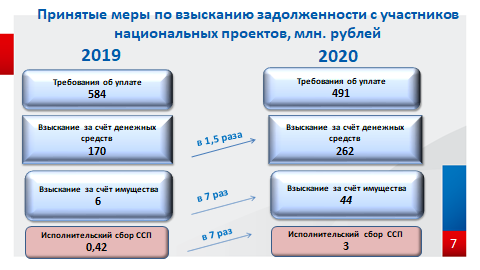 Принятые меры по взысканию задолженности с участников
национальных проектов, млн. рублей
2019
2020
Требования об уплате
584
Требования об уплате
491
Взыскание за счёт денежных
средств
170
в 1,5 раза
Взыскание за счёт денежных
средств
262
Взыскание за счёт имущества
6
в 7 раз
Взыскание за счёт имущества
44
Исполнительский сбор ССП
0,42
в 7 раз
Исполнительский сбор ССП
3
7